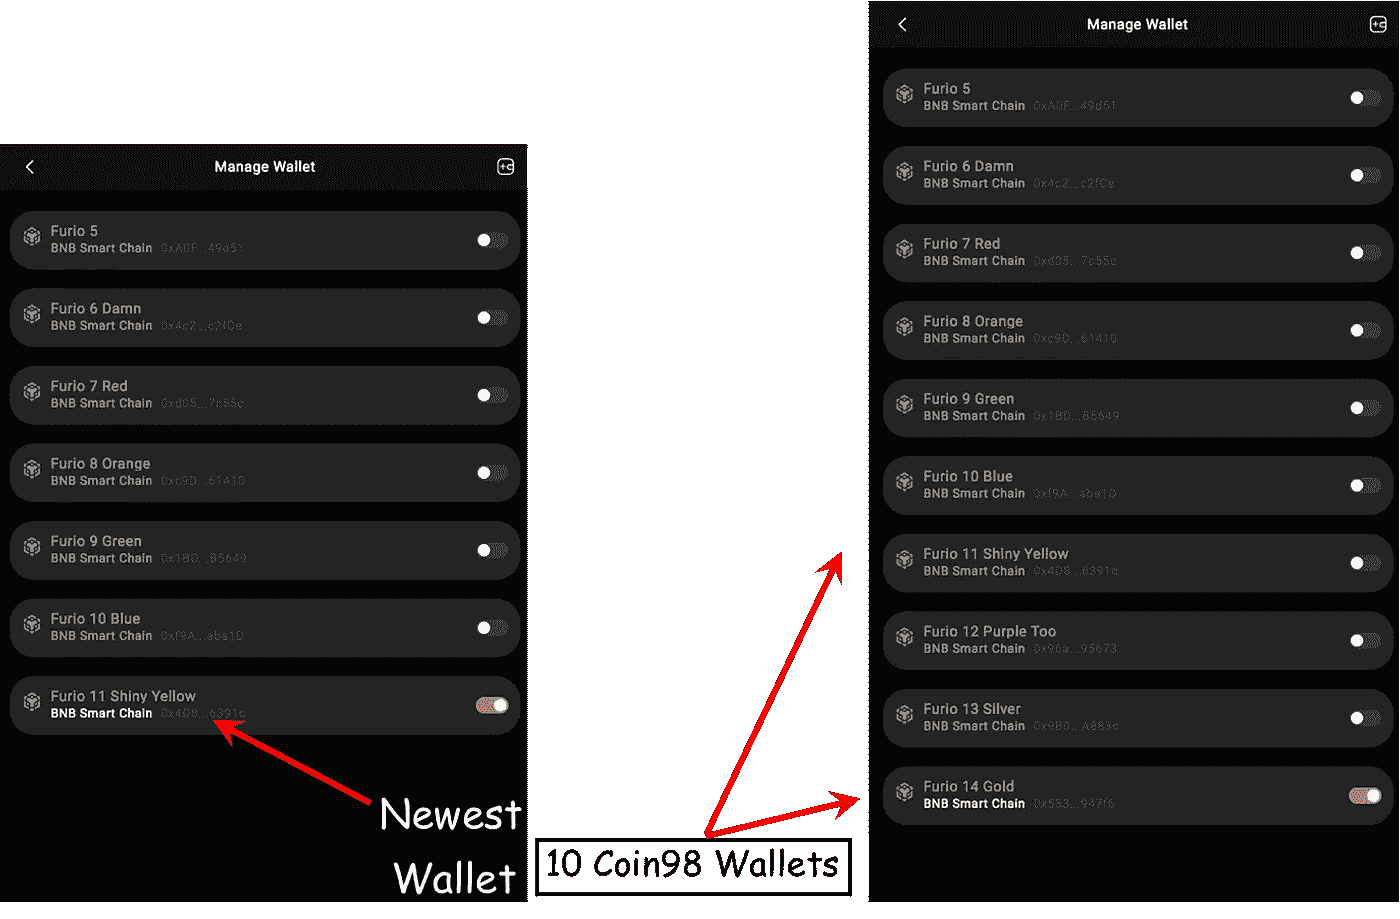 Manage Wallet
Furio 5
BNB Smart Chain 0xA0F...49d51
Furio 6 Damn
BNB Smart Chain 0x4c2...c2fCe
Furio 7 Red
BNB Smart Chain 0xd05...7c55c
Furio 8 Orange
BNB Smart Chain 0xc9D...61410
Furio 9 Green
BNB Smart Chain 0x1BD...B5649
Furio 10 Blue
BNB Smart Chain 0xf9A...aba1D
Furio 11 Shiny Yellow
BNB Smart Chain 0x4D8...6391c
Newest
Wallet
10 Coin98 Wallets
Manage Wallet
Furio 5
BNB Smart Chain 0xA0F...49d51
Furio 6 Damn
BNB Smart Chain 0x4c2...c2fCe
Furio 7 Red
BNB Smart Chain 0xd05...7c55c
Furio 8 Orange
BNB Smart Chain 0xc9D...61410
Furio 9 Green
BNB Smart Chain 0x1BD...B5649
Furio 10 Blue
BNB Smart Chain 0xf9A...aba1D
Furio 11 Shiny Yellow
BNB Smart Chain 0x4D8...6391c
Furio 12 Purple Too
BNB Smart Chain 0x96a...95673
Furio 13 Silver
BNB Smart Chain 0x9B0...A883c
Furio 14 Gold
BNB Smart Chain